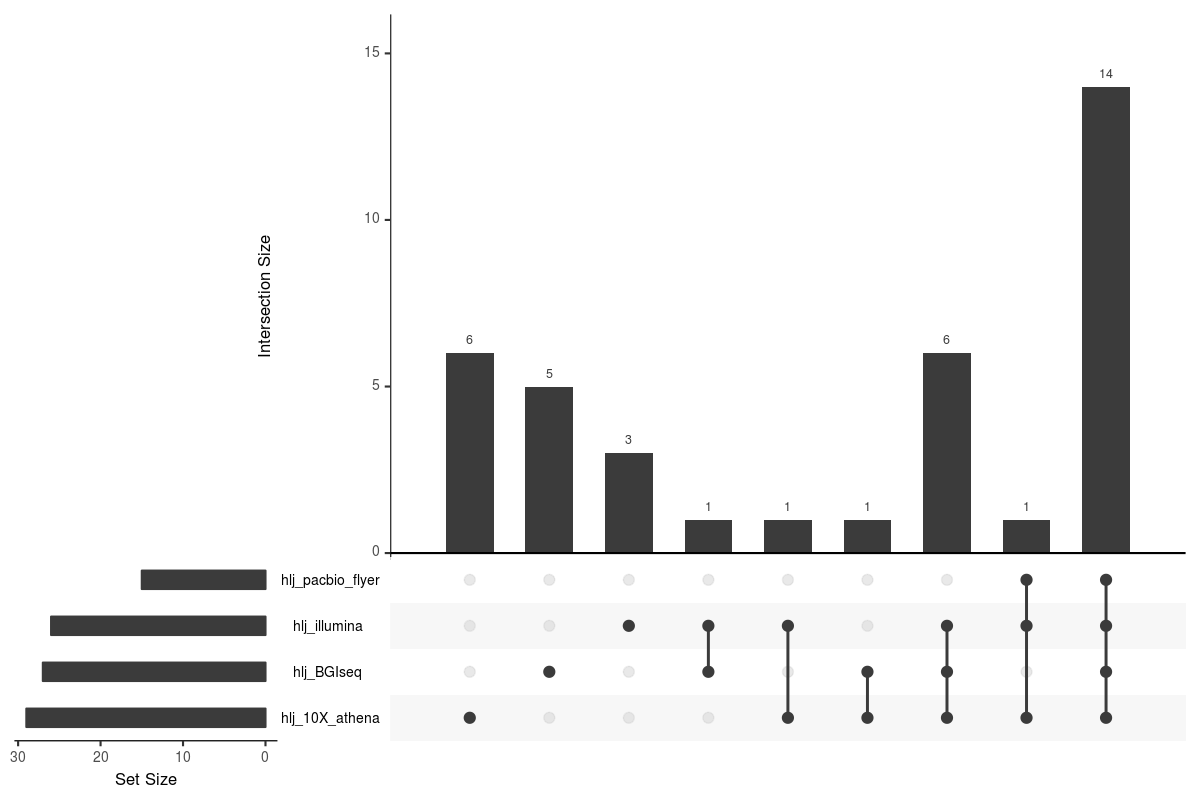 15
14
10
Intersection Size
6
6
5
5
3
1
1
1
1
0
hlj_pacbio_flyer
hlj_illumina
hlj_BGIseq
hlj_10X_athena
30 20 10 0
Set Size